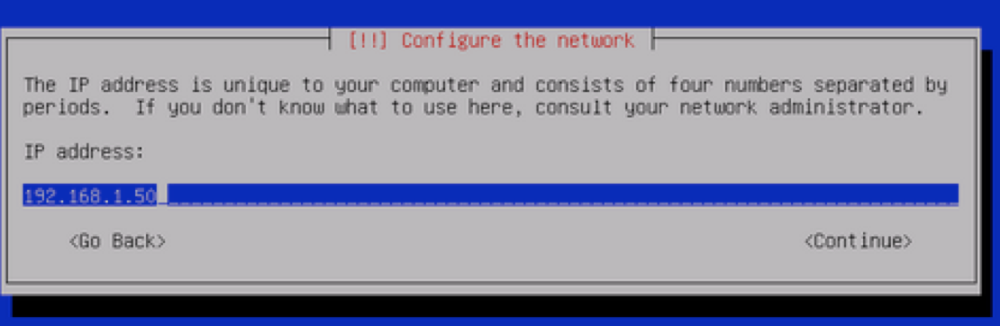 [!!] Configure the network
The IP address is unique to your computer and consists of four numbers separated by
periods.  If you don't know what to use here, consult your network administrator.
IP address:
192.168.1.50
<Go Back>
<Continue>